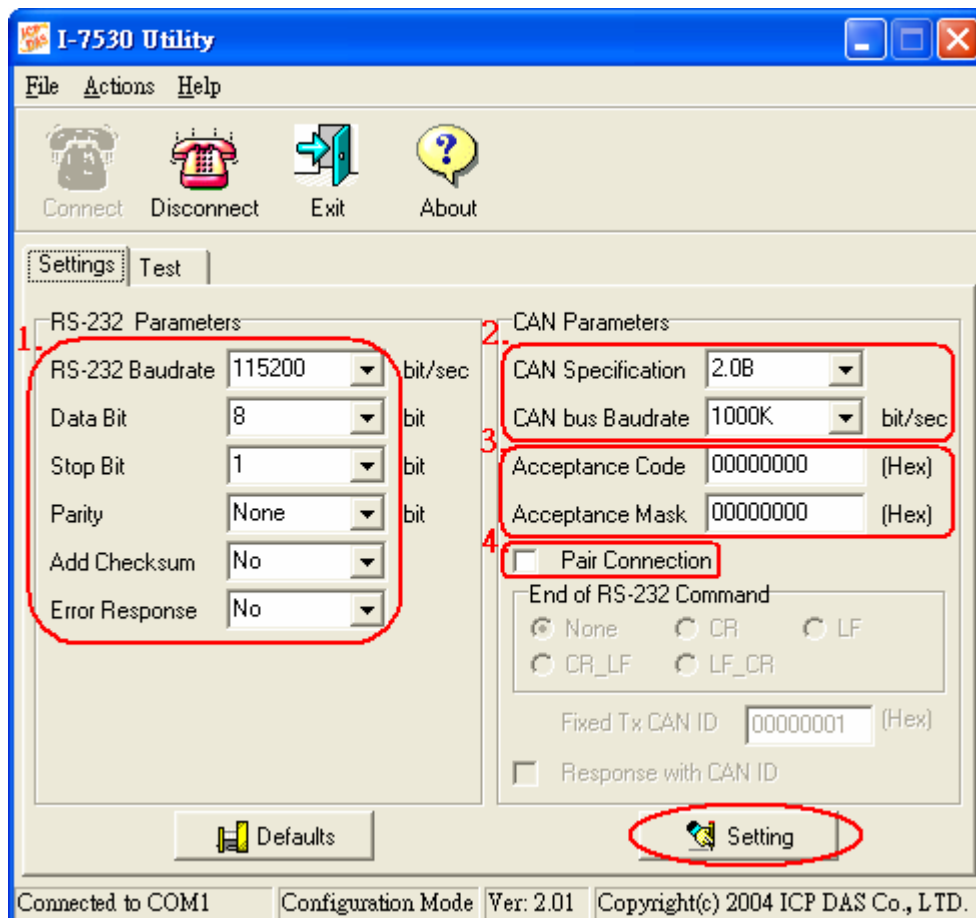 I-7530 Utility
File Actions Help
Connect Disconnect Exit About
Settings Test
RS-232 Parameters
1.
RS-232 Baudrate 115200 bit/sec
Data Bit 8 bit
Stop Bit 1 bit
Parity None bit
Add Checksum No
Error Response No
CAN Parameters
2.
CAN Specification 2.0B
CAN bus Baudrate 1000K bit/sec
3
Acceptance Code 00000000 (Hex)
Acceptance Mask 00000000 (Hex)
4
Pair Connection
End of RS-232 Command
None CR LF
CR_LF LF_CR
Fixed Tx CAN ID 00000001 (Hex)
Response with CAN ID
Defaults Setting
Connected to COM1 Configuration Mode Ver: 2.01 Copyright(c) 2004 ICP DAS Co., LTD.